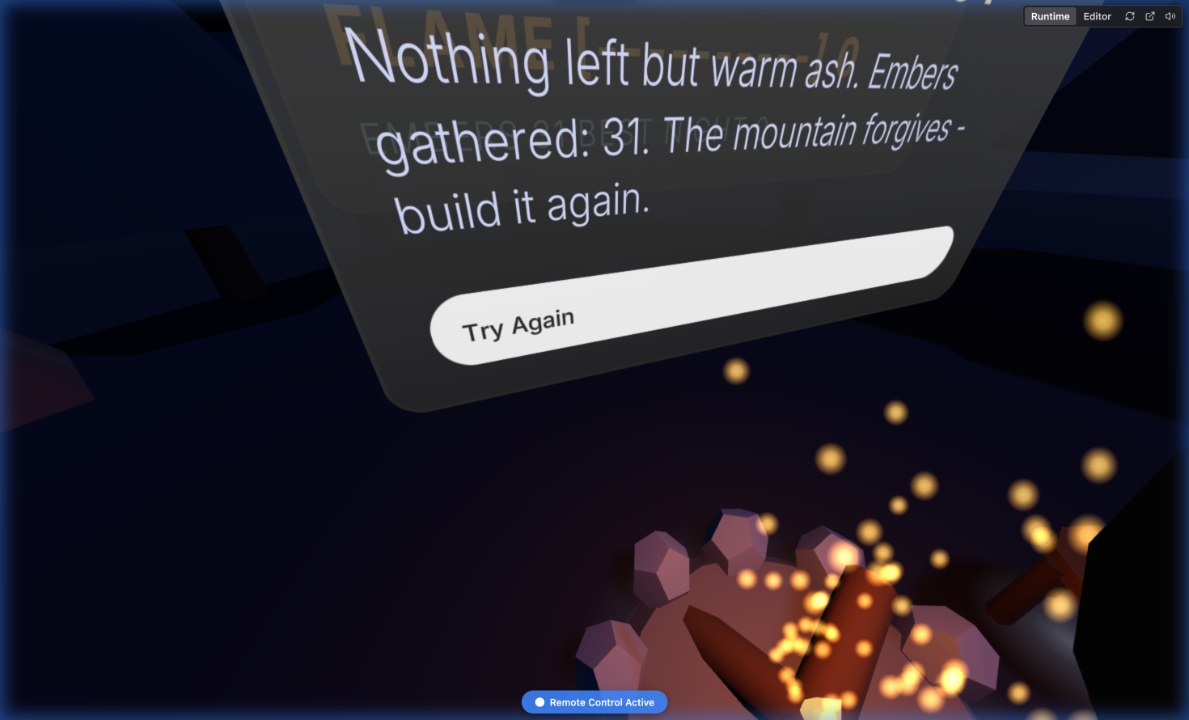 Runtime Editor
FLAME [
Nothing left but warm ash. Embers
gathered: 31. The mountain forgives -
build it again.
Try Again
Remote Control Active